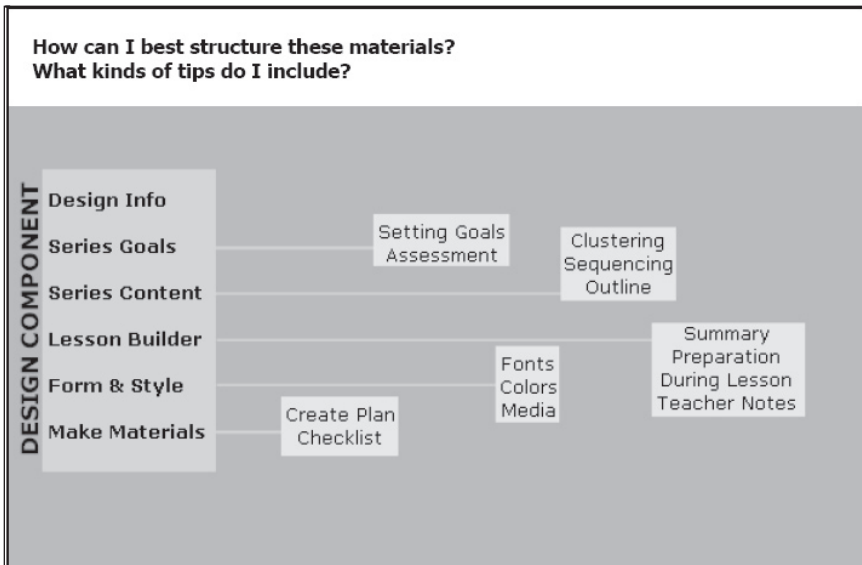 How can I best structure these materials?
What kinds of tips do I include?
DESIGN COMPONENT
Design Info
Series Goals
Setting Goals
Assessment
Series Content
Clustering
Sequencing
Outline
Lesson Builder
Summary
Preparation
During Lesson
Teacher Notes
Form & Style
Fonts
Colors
Media
Make Materials
Create Plan
Checklist